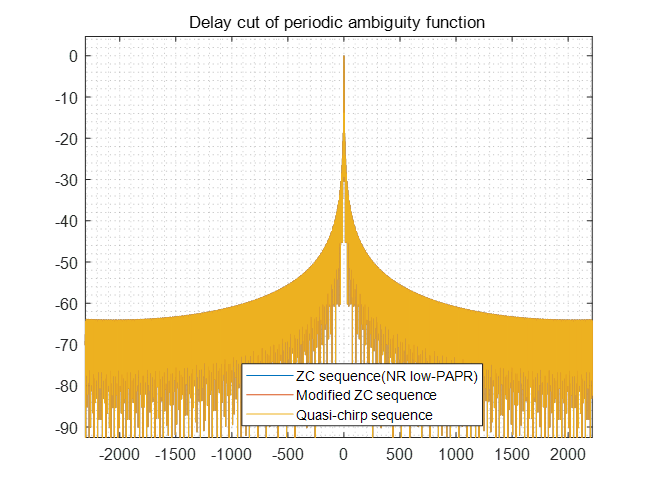 Delay cut of periodic ambiguity function
0
-10
-20
-30
-40
-50
-60
-70
-80
-90
ZC sequence(NR low-PAPR)
Modified ZC sequence
Quasi-chirp sequence
-2000 -1500 -1000 -500 0 500 1000 1500 2000